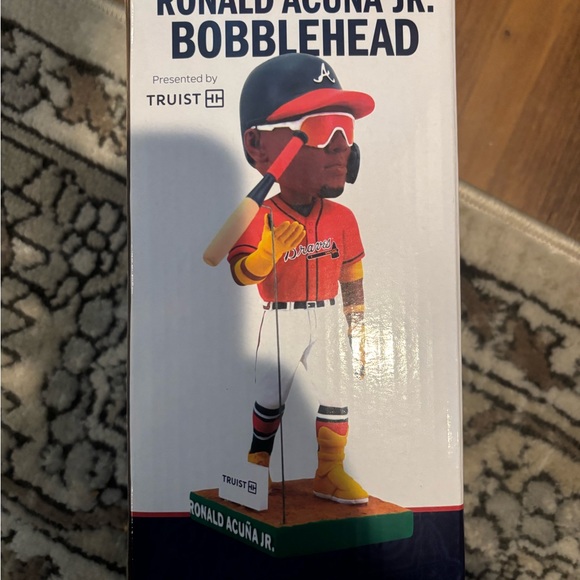 RONALD ACUÑA JR.
BOBBLEHEAD
Presented by
TRUIST
A
Braves
TRUIST
RONALD ACUÑA JR.